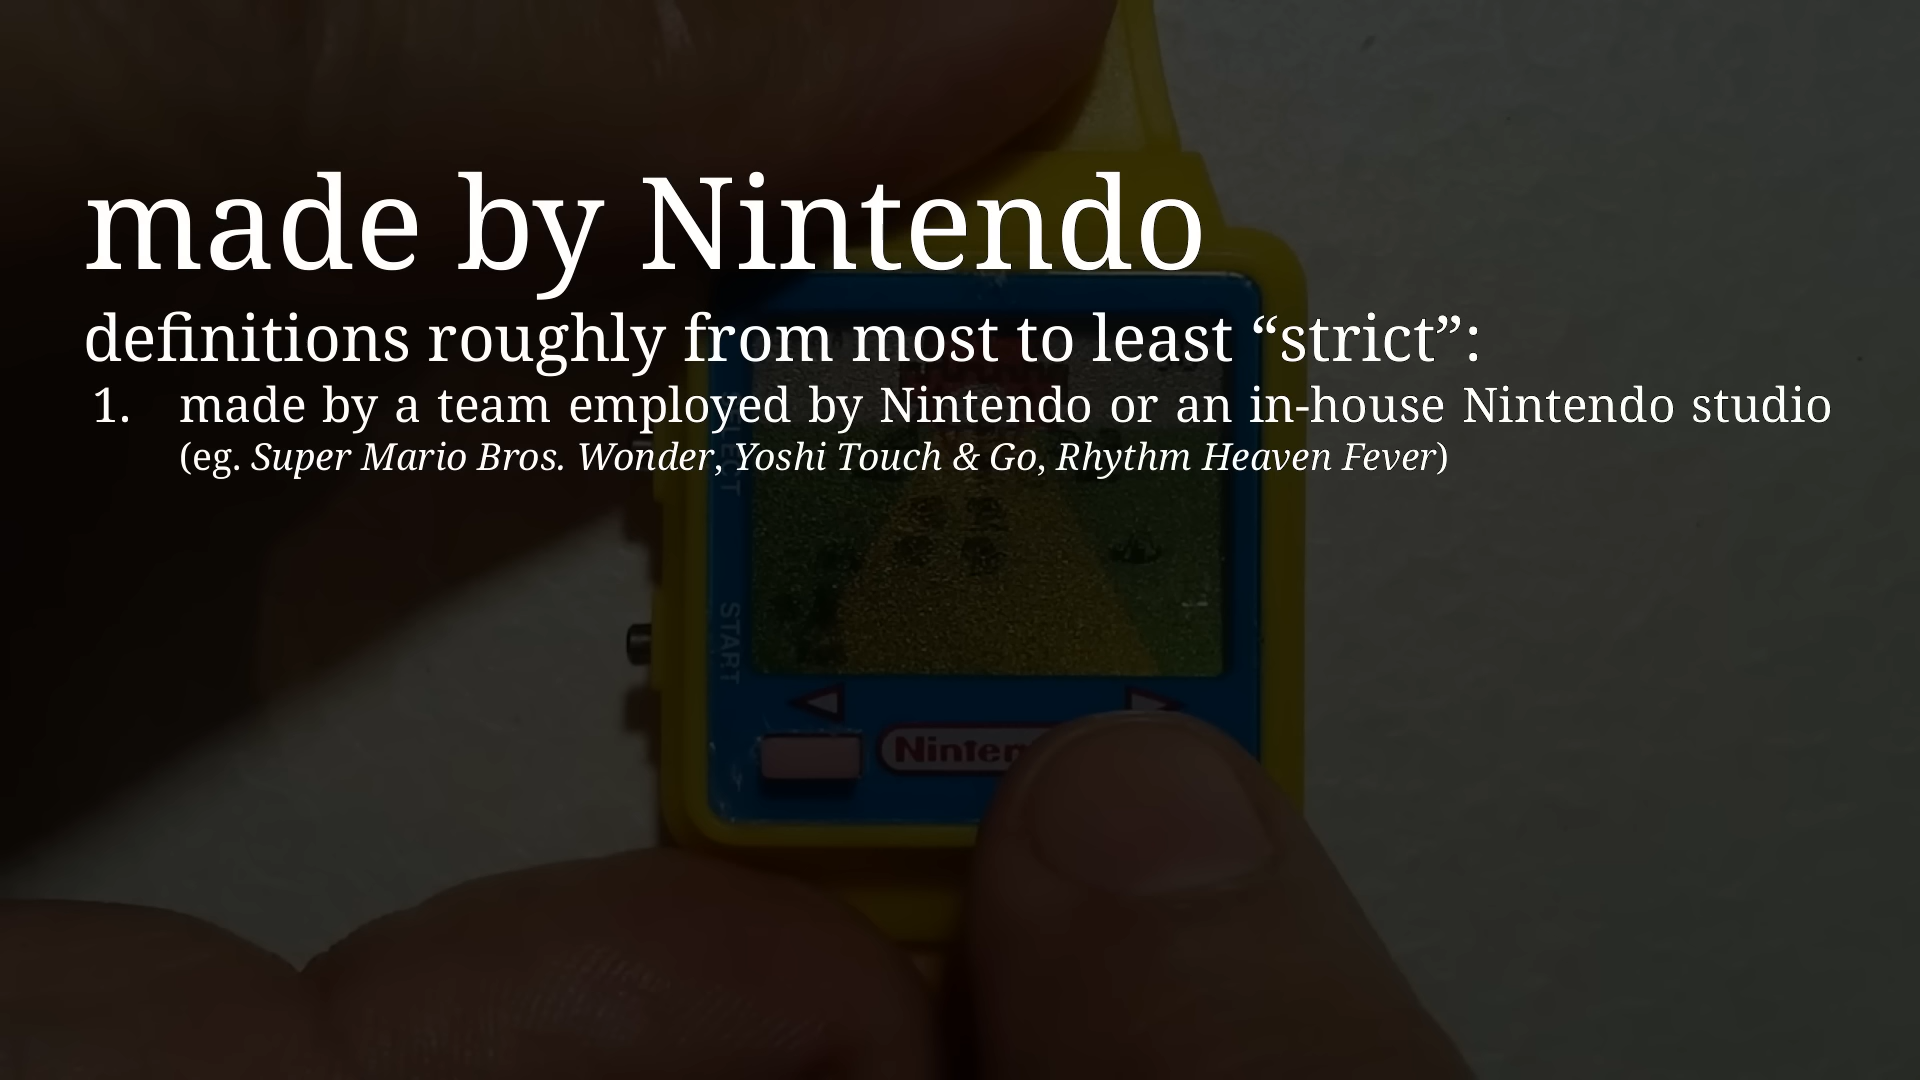 made by Nintendo
definitions roughly from most to least “strict”:
1. made by a team employed by Nintendo or an in-house Nintendo studio
(eg. Super Mario Bros. Wonder, Yoshi Touch & Go, Rhythm Heaven Fever)
START